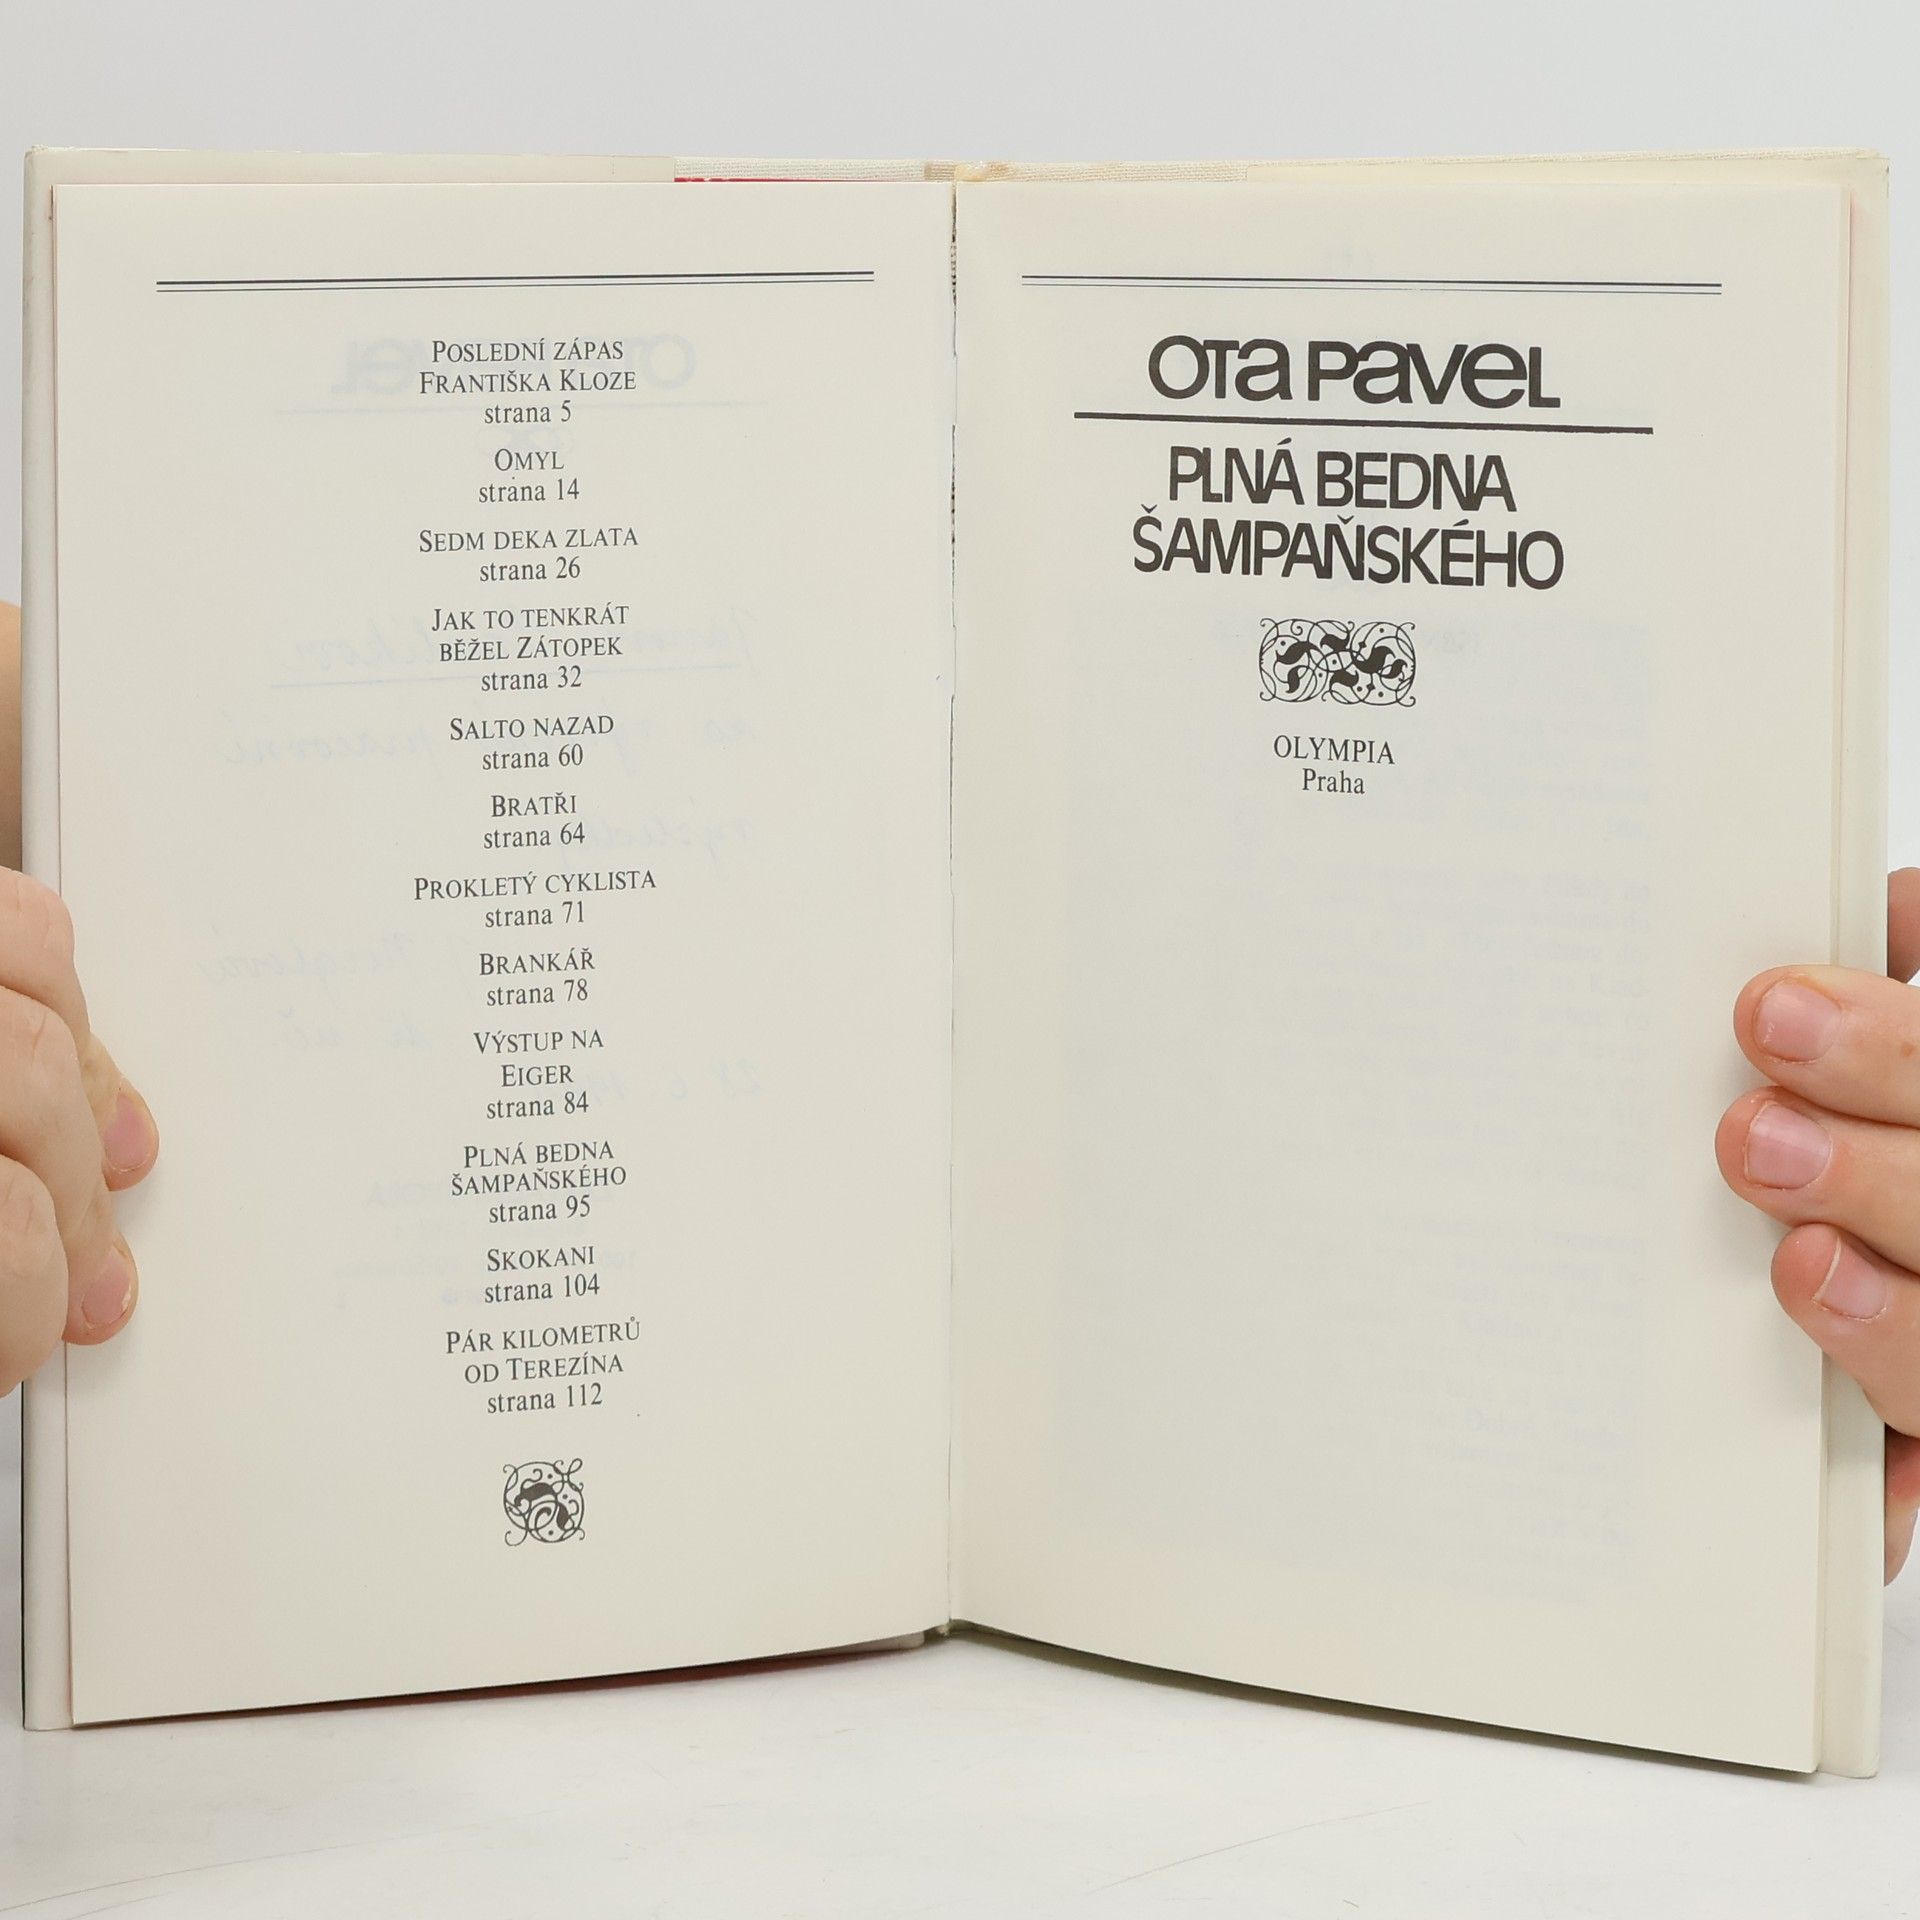 POSLEDNÍ ZÁPAS
FRANTIŠKA KLOZE
strana 5
OMYL
strana 14
SEDM DEKA ZLATA
strana 26
JAK TO TENKRÁT
BĚŽEL ZÁTOPEK
strana 32
SALTO NAZAD
strana 60
BRATŘI
strana 64
PROKLETÝ CYKLISTA
strana 71
BRANKÁŘ
strana 78
VÝSTUP NA
EIGER
strana 84
PLNÁ BEDNA
ŠAMPAŇSKÉHO
strana 95
SKOKANI
strana 104
PÁR KILOMETRŮ
OD TEREZÍNA
strana 112
OTa PaVeL
PLNÁ BEDNA
ŠAMPAŇSKÉHO
OLYMPIA
Praha